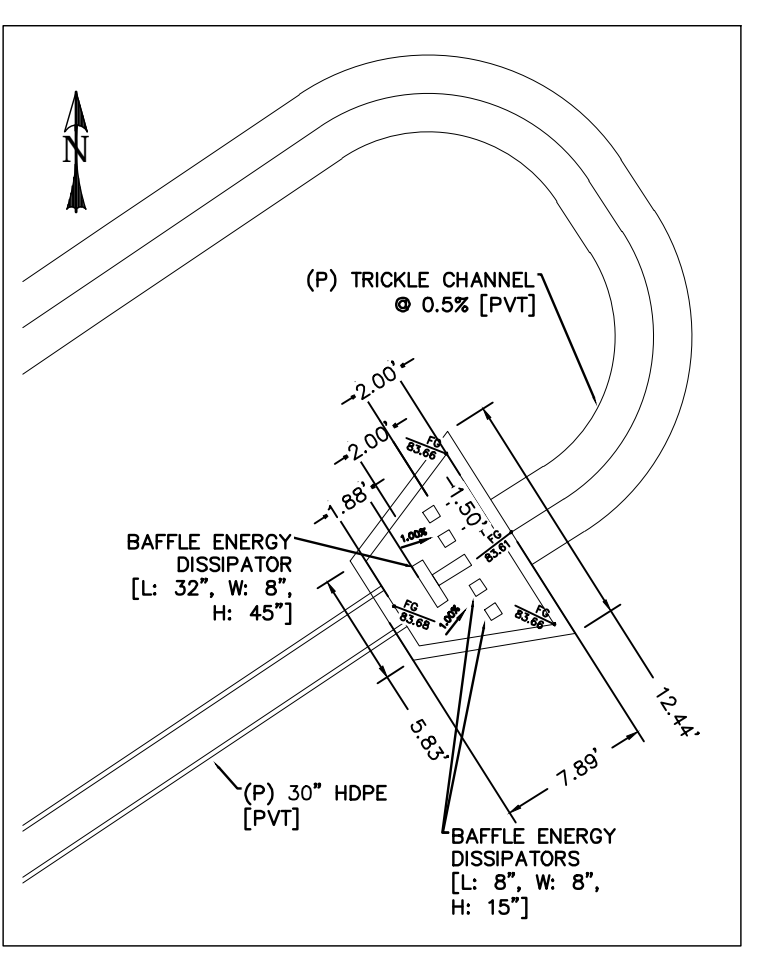 N
(P) TRICKLE CHANNEL
@ 0.5% [PVT]
2.00'
2.00'
FG
83.66
1.88'
1.50'
1.00%
FG
83.61
BAFFLE ENERGY
DISSIPATOR
[L: 32", W: 8",
H: 45"]
FG
83.68
1.00%
FG
83.66
12.44'
5.83'
7.89'
(P) 30" HDPE
[PVT]
BAFFLE ENERGY
DISSIPATORS
[L: 8", W: 8",
H: 15"]